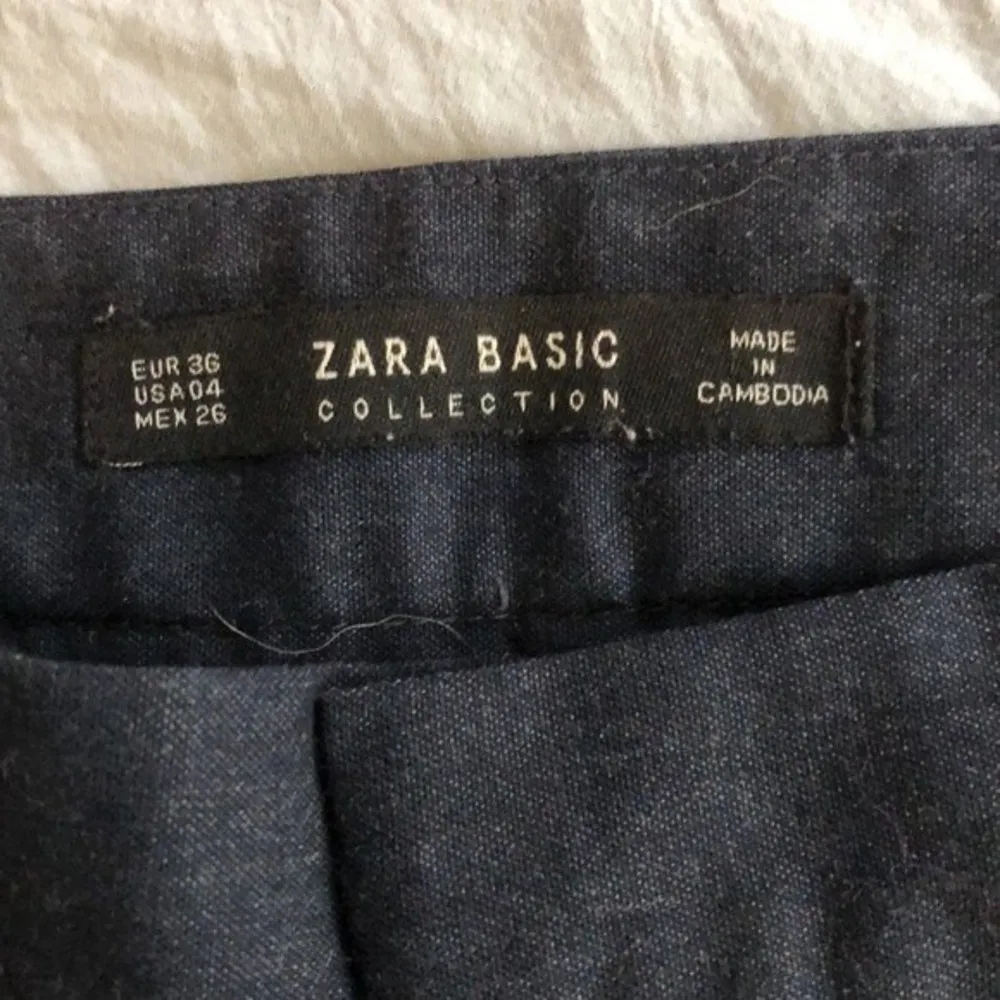 EUR 36
USA 04
MEX 26
ZARA BASIC
COLLECTION
MADE
IN
CAMBODIA